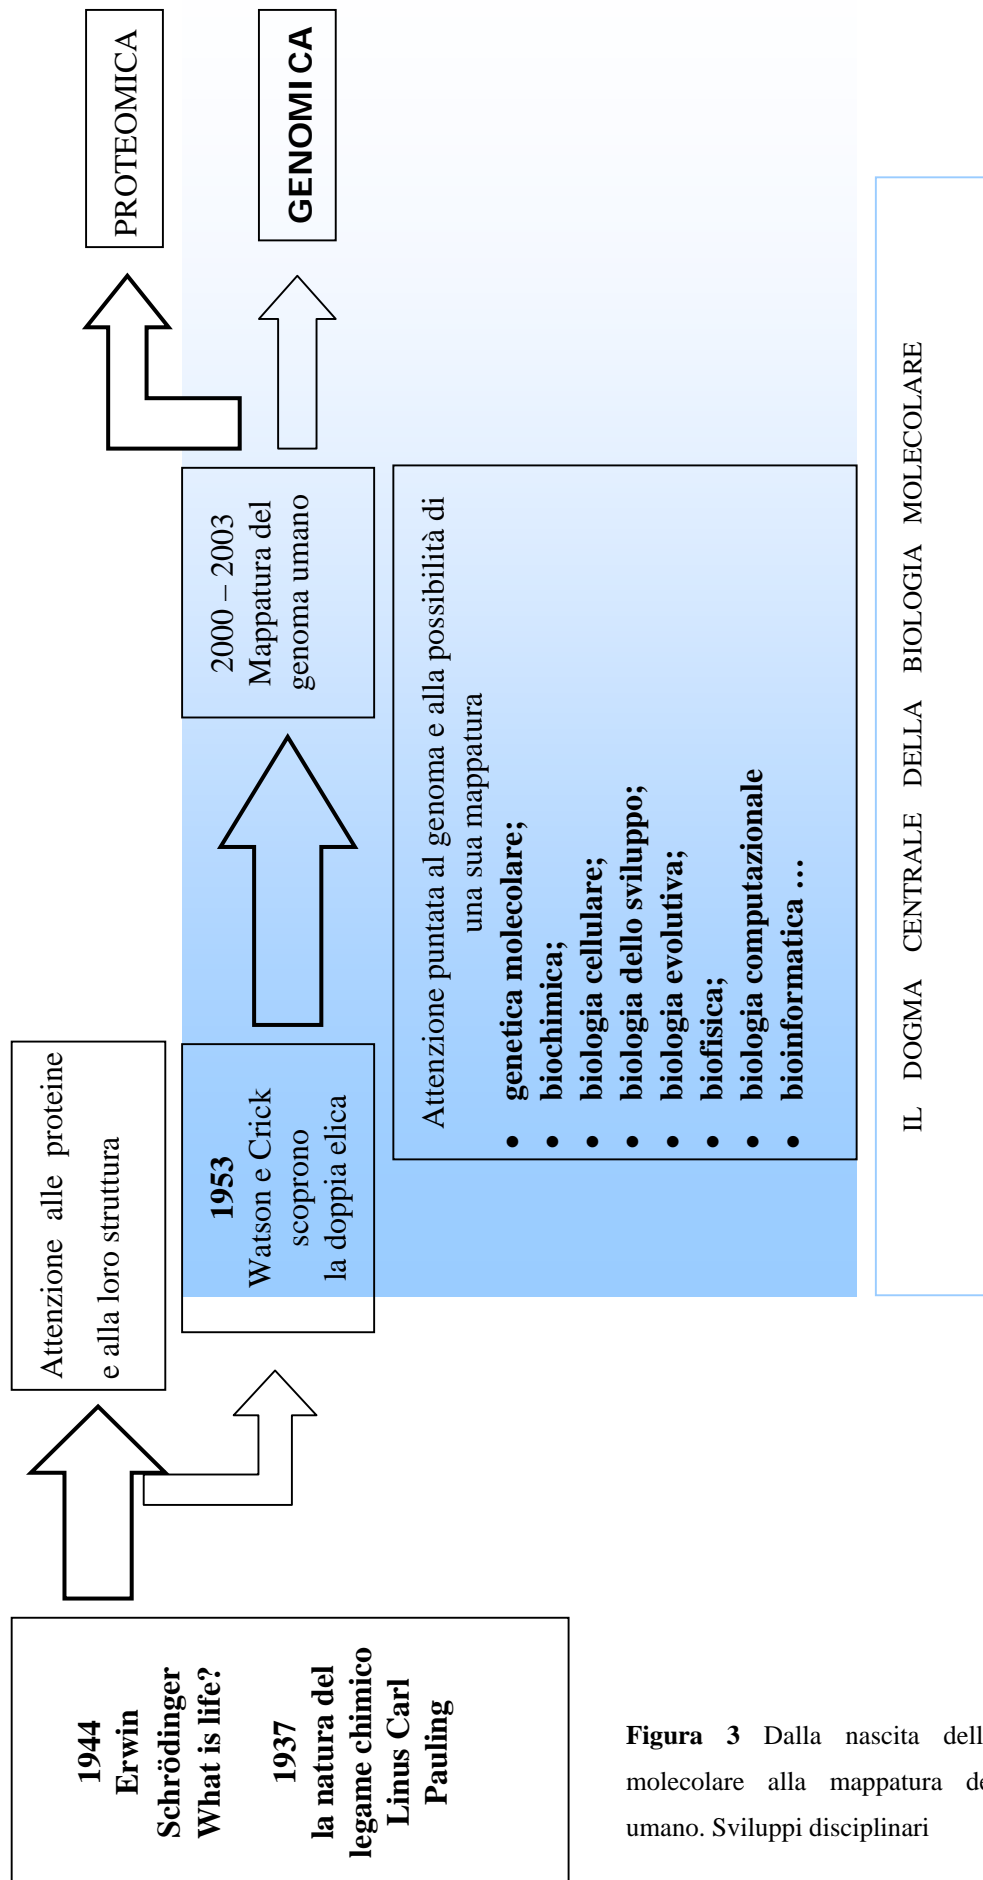 1944
Erwin
Schrödinger
What is life?
1937
la natura del
legame chimico
Linus Carl
Pauling
Attenzione alle proteine
e alla loro struttura
1953
Watson e Crick
scoprono
la doppia elica
2000 – 2003
Mappatura del
genoma umano
PROTEOMICA
GENOMICA
Attenzione puntata al genoma e alla possibilità di
una sua mappatura
• genetica molecolare;
• biochimica;
• biologia cellulare;
• biologia dello sviluppo;
• biologia evolutiva;
• biofisica;
• biologia computazionale
• bioinformatica …
IL DOGMA CENTRALE DELLA BIOLOGIA MOLECOLARE
Figura 3 Dalla nascita dell
molecolare alla mappatura de
umano. Sviluppi disciplinari